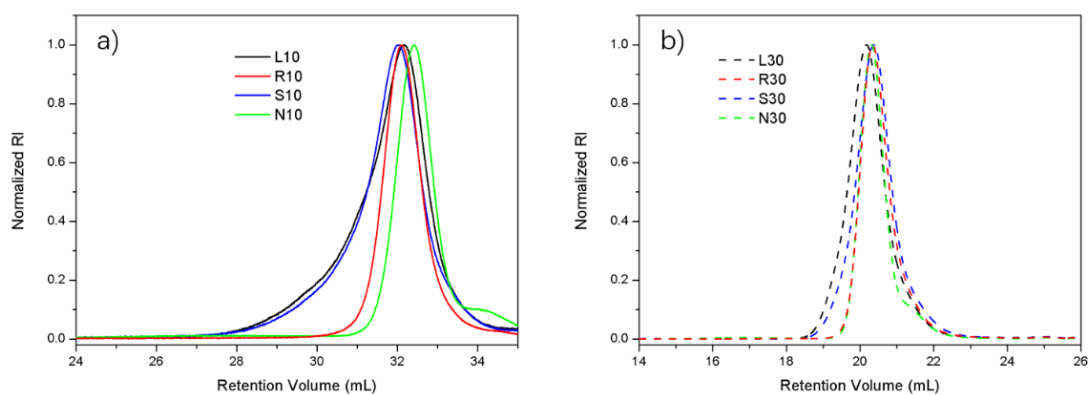 a)
L10
R10
S10
N10
Normalized RI
1.0
0.8
0.6
0.4
0.2
0.0
24 26 28 30 32 34
Retention Volume (mL)
b)
L30
R30
S30
N30
Normalized RI
1.0
0.8
0.6
0.4
0.2
0.0
14 16 18 20 22 24 26
Retention Volume (mL)